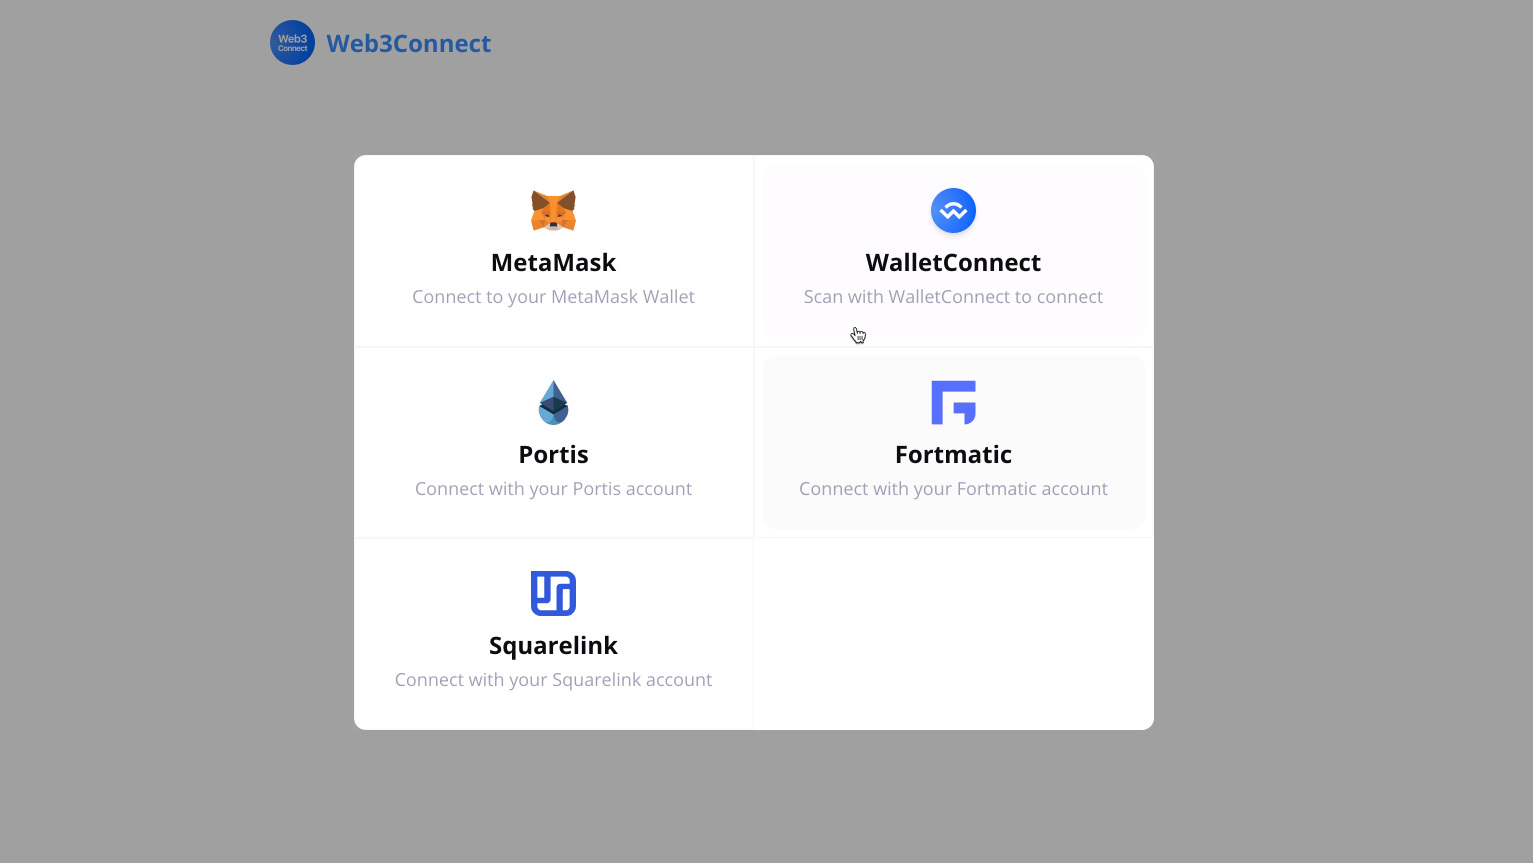 Web3
Connect
Web3Connect
MetaMask
Connect to your MetaMask Wallet
WalletConnect
Scan with WalletConnect to connect
Portis
Connect with your Portis account
Fortmatic
Connect with your Fortmatic account
Squarelink
Connect with your Squarelink account